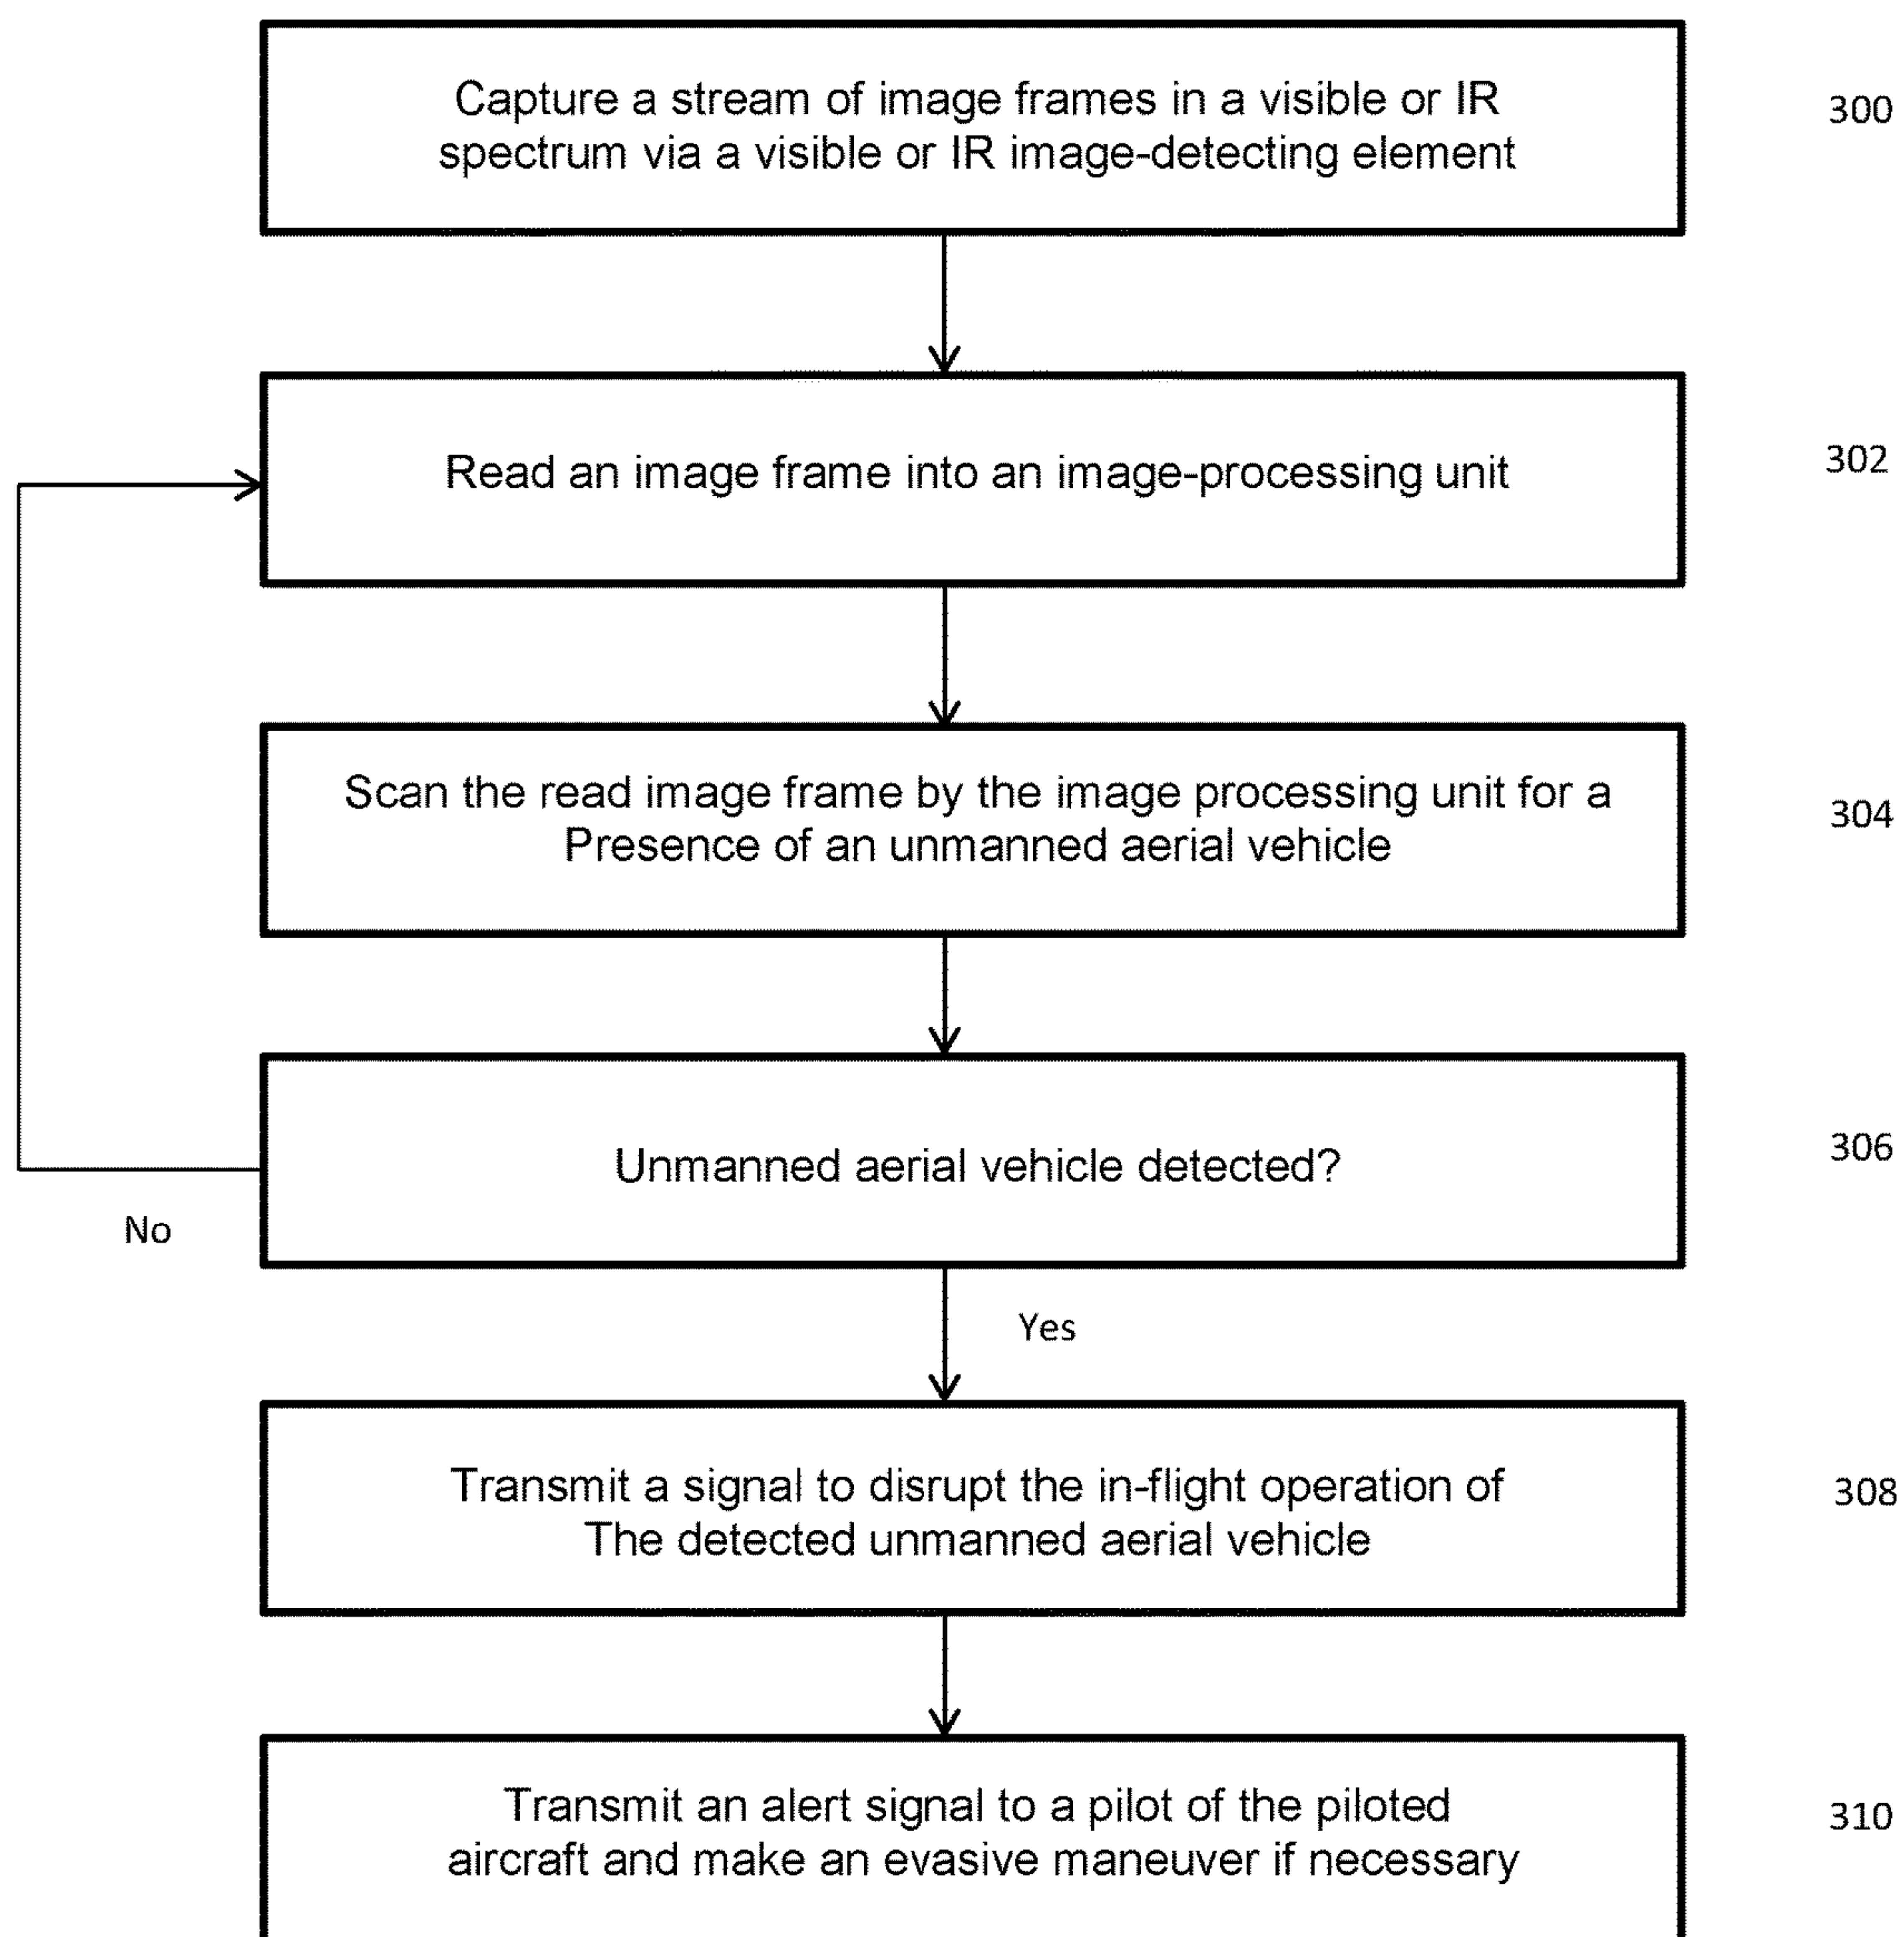 Capture a stream of image frames in a visible or IR
spectrum via a visible or IR image-detecting element
300
Read an image frame into an image-processing unit
302
Scan the read image frame by the image processing unit for a
Presence of an unmanned aerial vehicle
304
Unmanned aerial vehicle detected?
306
No
Yes
Transmit a signal to disrupt the in-flight operation of
The detected unmanned aerial vehicle
308
Transmit an alert signal to a pilot of the piloted
aircraft and make an evasive maneuver if necessary
310